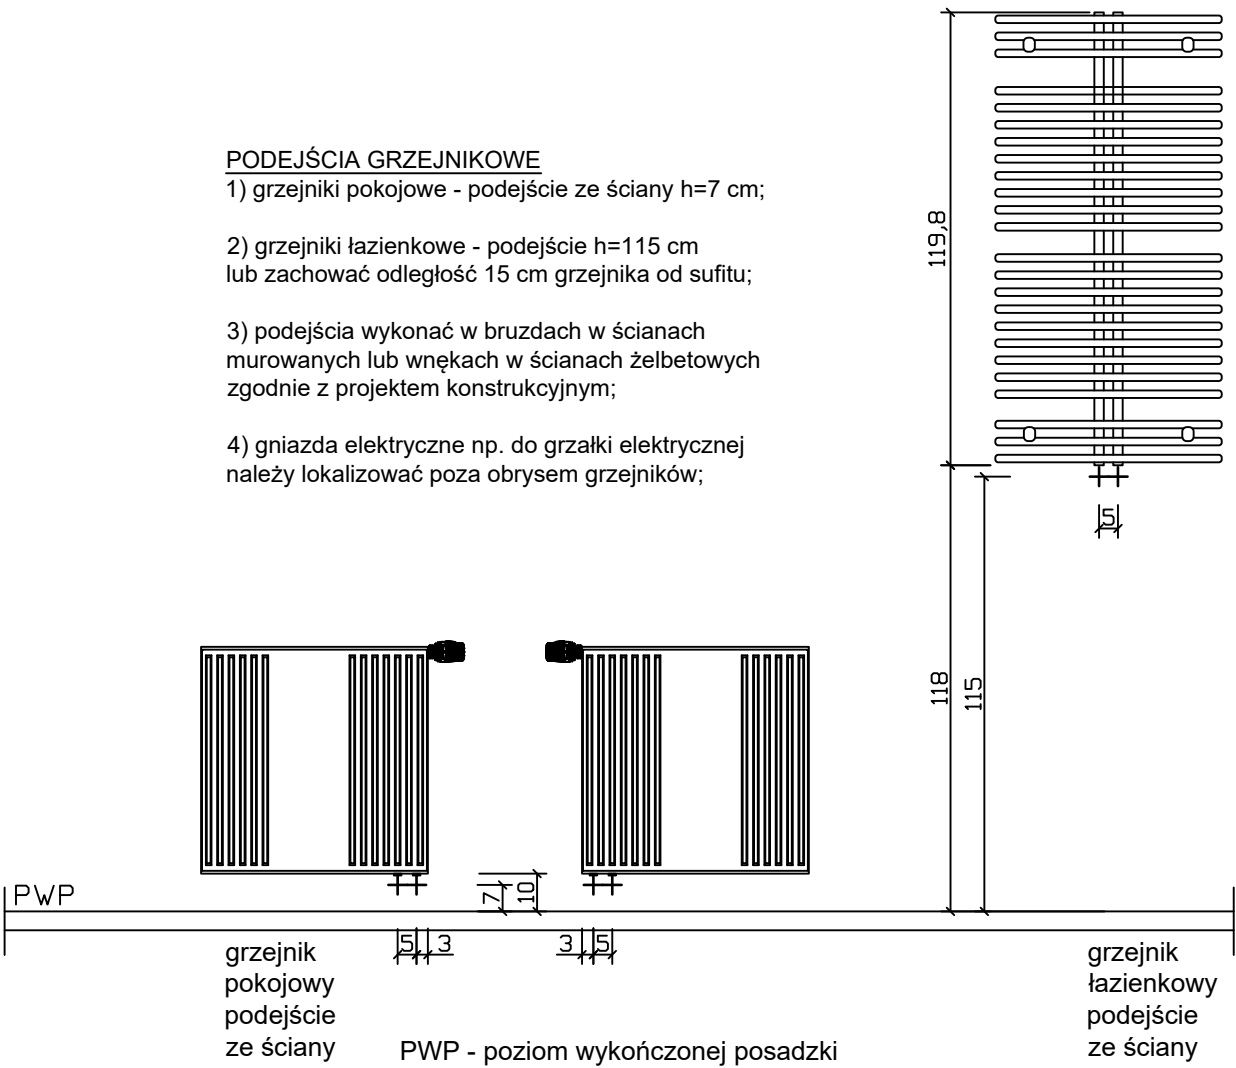 PODEJŚCIA GRZEJNIKOWE
1) grzejniki pokojowe - podejście ze ściany h=7 cm;
2) grzejniki łazienkowe - podejście h=115 cm
lub zachować odległość 15 cm grzejnika od sufitu;
3) podejścia wykonać w bruzdach w ścianach
murowanych lub wnękach w ścianach żelbetowych
zgodnie z projektem konstrukcyjnym;
4) gniazda elektryczne np. do grzałki elektrycznej
należy lokalizować poza obrysem grzejników;
119,8
5
118
115
7
10
PWP
5
3
3
5
grzejnik
pokojowy
podejście
ze ściany
PWP - poziom wykończonej posadzki
grzejnik
łazienkowy
podejście
ze ściany